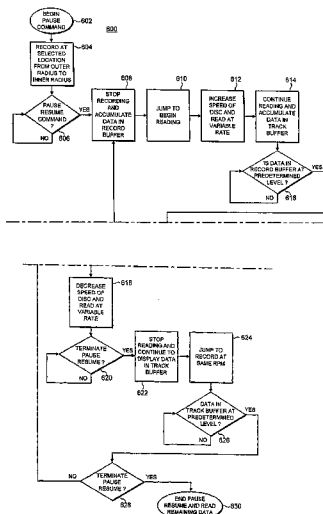 BEGIN
PAUSE
COMMAND
602
600
RECORD AT
SELECTED
LOCATION
FROM OUTER
RADIUS TO
INNER RADIUS
604
PAUSE
RESUME
COMMAND
?
YES
NO
606
STOP
RECORDING
AND
ACCUMULATE
DATA IN
RECORD
BUFFER
608
JUMP TO
BEGIN
READING
610
INCREASE
SPEED OF
DISC AND
READ AT
VARIABLE
RATE
612
CONTINUE
READING AND
ACCUMULATE
DATA IN
TRACK
BUFFER
614
IS DATA IN
RECORD BUFFER AT
PREDETERMINED
LEVEL ?
YES
NO
616
DECREASE
SPEED OF
DISC AND
READ AT
VARIABLE
RATE
618
TERMINATE
PAUSE
RESUME ?
YES
NO
620
STOP
READING AND
CONTINUE TO
DISPLAY DATA
IN TRACK
BUFFER
622
JUMP TO
RECORD AT
SAME RPM
624
DATA IN
TRACK BUFFER AT
PREDETERMINED
LEVEL ?
YES
NO
626
TERMINATE
PAUSE
RESUME ?
NO
YES
628
END PAUSE
RESUME AND READ
REMAINING DATA
630